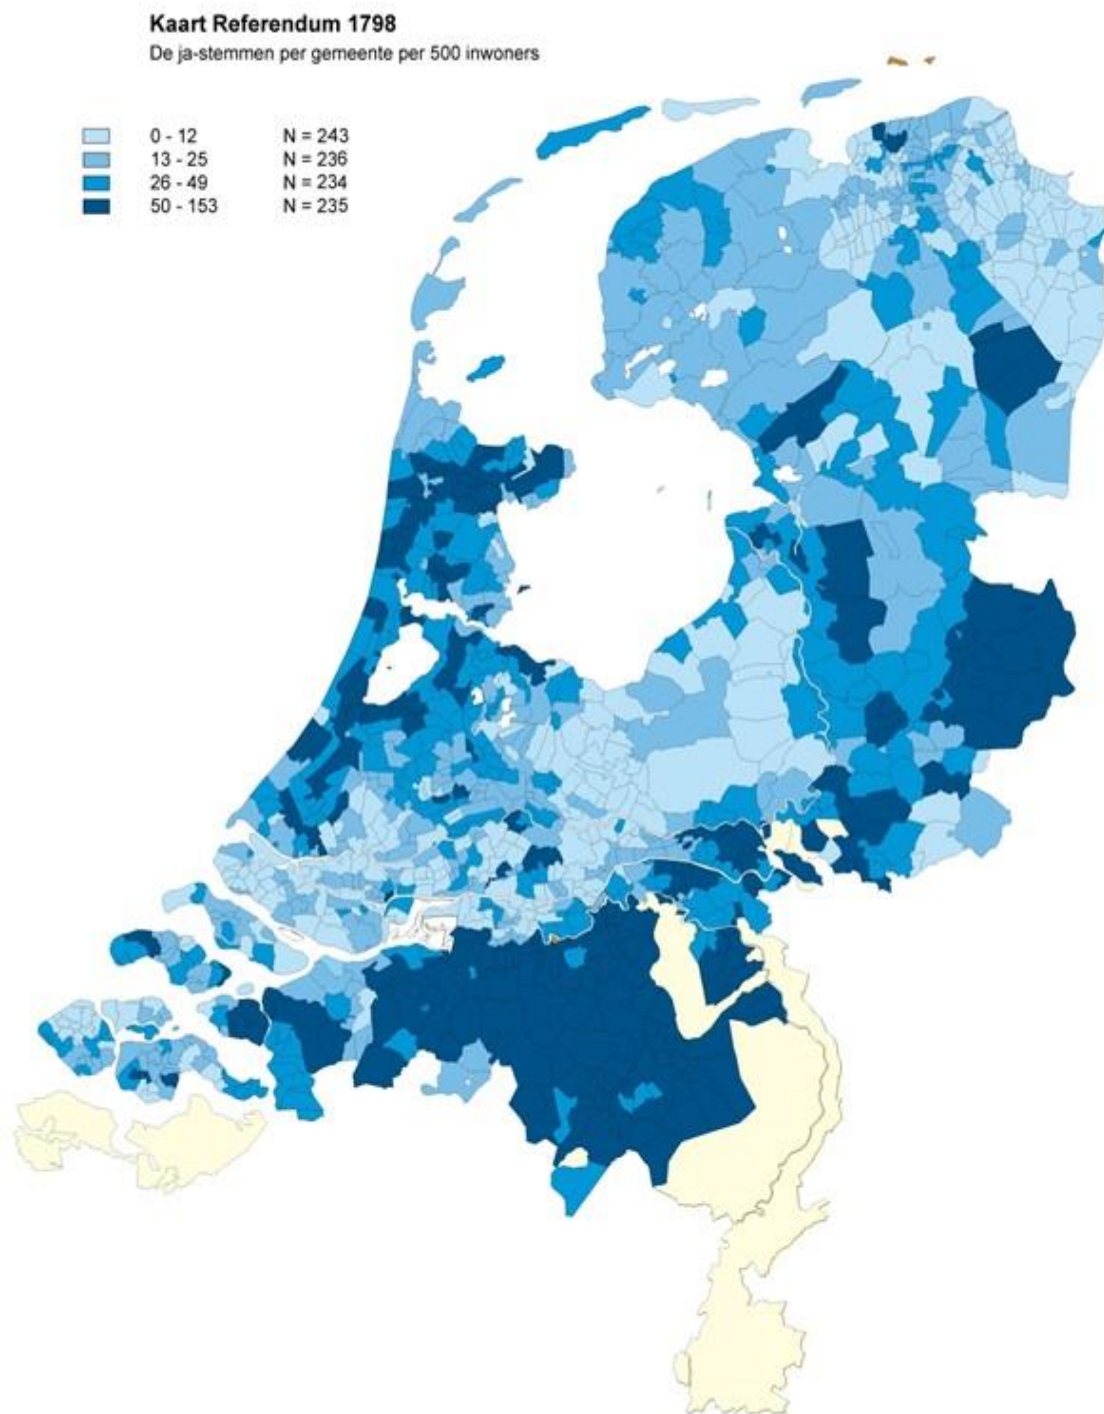 Kaart Referendum 1798
De ja-stemmen per gemeente per 500 inwoners
0 - 12 N = 243
13 - 25 N = 236
26 - 49 N = 234
50 - 153 N = 235